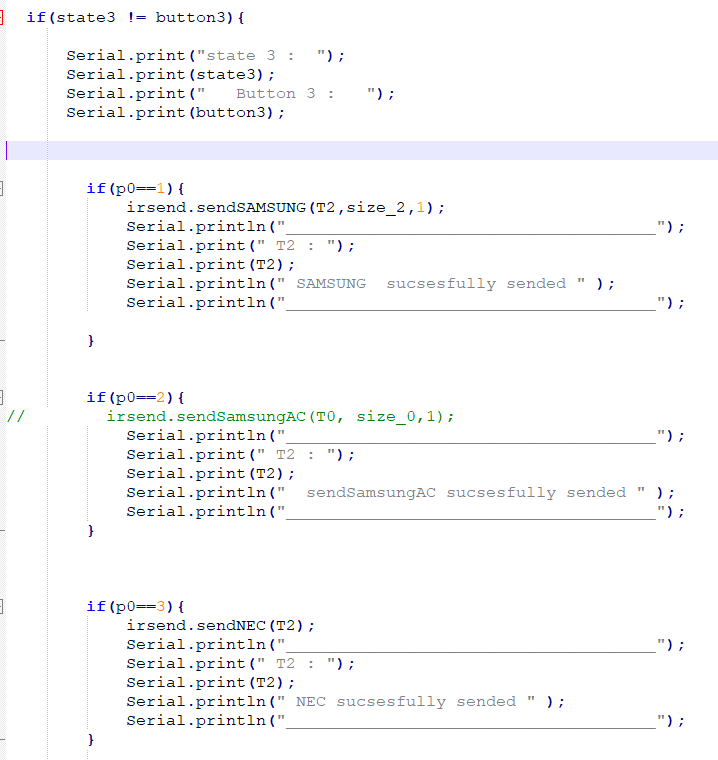 if(state3 != button3){
Serial.print("state 3 :  ");
Serial.print(state3);
Serial.print("   Button 3 :   ");
Serial.print(button3);
if(p0==1){
irsend.sendSAMSUNG(T2,size_2,1);
Serial.println("_____________________________________");
Serial.print(" T2 : ");
Serial.print(T2);
Serial.println(" SAMSUNG  sucsesfully sended " );
Serial.println("_____________________________________");
}
if(p0==2){
//        irsend.sendSamsungAC(T0, size_0,1);
Serial.println("_____________________________________");
Serial.print(" T2 : ");
Serial.print(T2);
Serial.println("  sendSamsungAC sucsesfully sended " );
Serial.println("_____________________________________");
}
if(p0==3){
irsend.sendNEC(T2);
Serial.println("_____________________________________");
Serial.print(" T2 : ");
Serial.print(T2);
Serial.println(" NEC sucsesfully sended " );
Serial.println("_____________________________________");
}